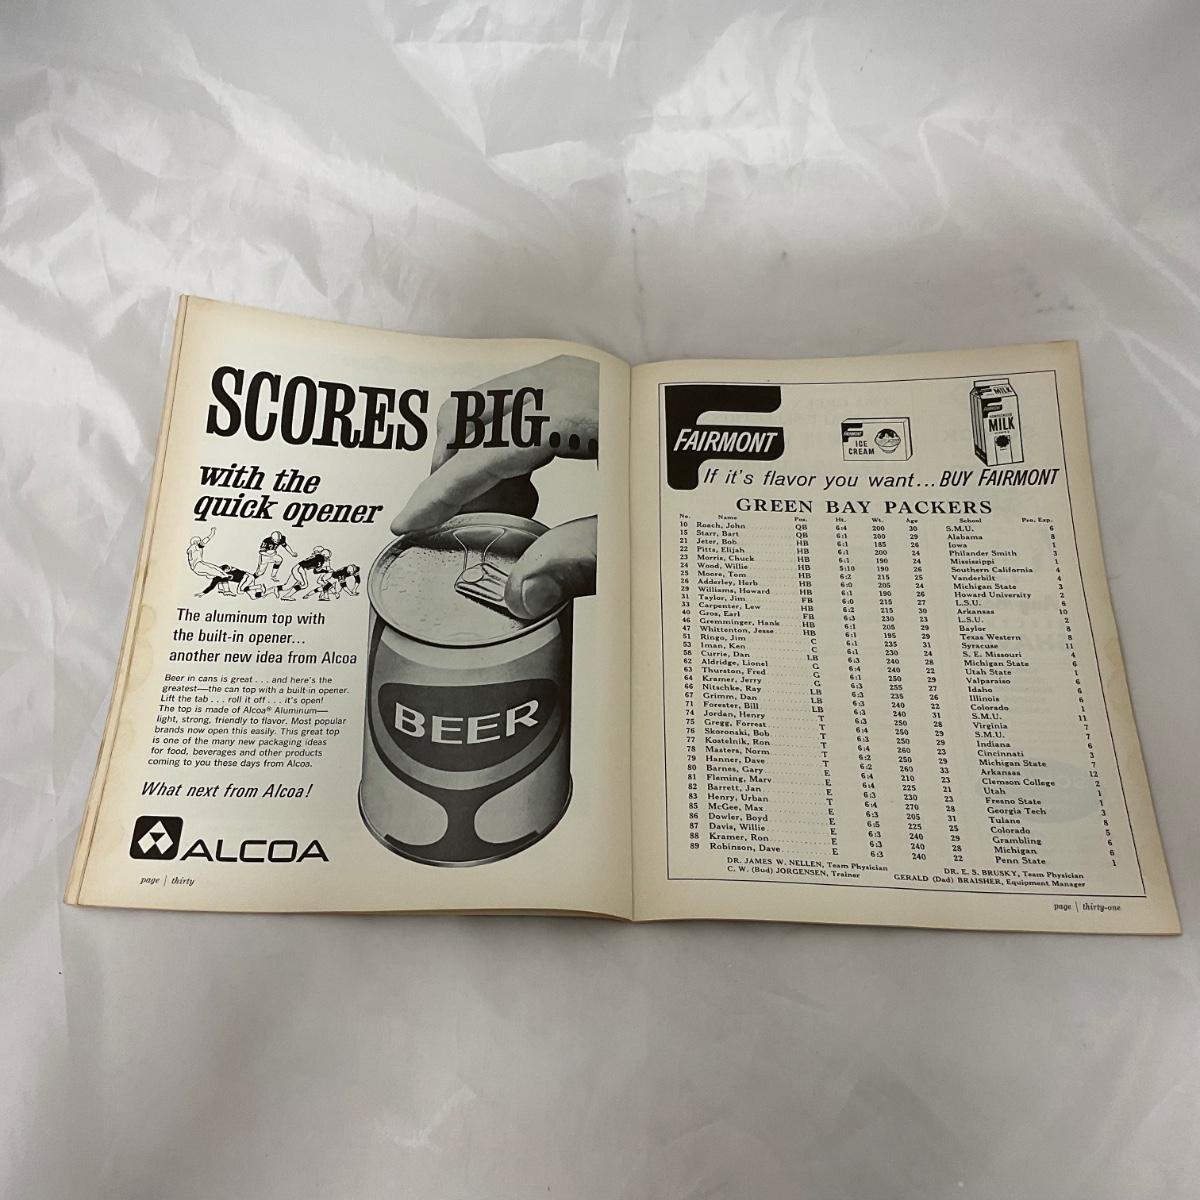 SCORES BIG...
with the
quick opener
The aluminum top with
the built-in opener...
another new idea from Alcoa
Beer in cans is great . . . and here's the
greatest—the can top with a built-in opener.
Lift the tab . . . roll it off . . . it's open!
The top is made of Alcoa® Aluminum—
light, strong, friendly to flavor. Most popular
brands now open this easily. This great top
is one of the many new packaging ideas
for food, beverages and other products
coming to you these days from Alcoa.
What next from Alcoa!
ALCOA
BEER
page | thirty
FAIRMONT
ICE
CREAM
MILK
MILK
If it's flavor you want... BUY FAIRMONT
GREEN BAY PACKERS
No. Name Pos. Ht. Wt. Age School Pro. Exp.
10 Roach, John QB 6:4 200 30 S.M.U. 6
15 Starr, Bart QB 6:1 200 29 Alabama 8
21 Jeter, Bob HB 6:1 185 26 Iowa 1
22 Pitts, Elijah HB 6:1 200 24 Philander Smith 3
23 Morris, Chuck HB 6:1 190 24 Mississippi 1
24 Wood, Willie HB 5:10 190 26 Southern California 4
25 Moore, Tom HB 6:2 215 25 Vanderbilt 4
26 Adderley, Herb HB 6:0 205 24 Michigan State 3
29 Williams, Howard HB 6:1 190 26 Howard University 2
31 Taylor, Jim FB 6:0 215 27 L.S.U. 6
33 Carpenter, Lew HB 6:2 215 30 Arkansas 10
40 Gros, Earl FB 6:3 230 23 L.S.U. 2
46 Gremminger, Hank HB 6:1 205 29 Baylor 8
47 Whittenton, Jesse HB 6:1 195 29 Texas Western 8
51 Ringo, Jim C 6:1 235 31 Syracuse 11
53 Iman, Ken C 6:1 230 24 S. E. Missouri 4
58 Currie, Dan LB 6:3 240 28 Michigan State 6
62 Aldridge, Lionel G 6:4 240 22 Utah State 1
63 Thurston, Fred G 6:1 250 29 Valparaiso 6
64 Kramer, Jerry G 6:3 255 27 Idaho 6
66 Nitschke, Ray LB 6:3 235 26 Illinois 6
67 Grimm, Dan LB 6:3 240 22 Colorado 1
71 Forester, Bill LB 6:3 240 31 S.M.U. 11
74 Jordan, Henry T 6:3 250 28 Virginia 7
75 Gregg, Forrest T 6:4 250 29 S.M.U. 7
76 Skoronski, Bob T 6:3 250 29 Indiana 6
77 Kostelnik, Ron T 6:4 260 23 Cincinnati 3
78 Masters, Norm T 6:2 250 29 Michigan State 7
79 Hanner, Dave T 6:2 260 33 Arkansas 12
80 Barnes, Gary E 6:4 210 23 Clemson College 2
81 Fleming, Marv E 6:4 225 21 Utah 1
82 Barrett, Jan E 6:3 230 23 Fresno State 1
83 Henry, Urban T 6:4 270 28 Georgia Tech 3
85 McGee, Max E 6:3 205 31 Tulane 8
86 Dowler, Boyd E 6:5 225 25 Colorado 5
87 Davis, Willie E 6:3 240 29 Grambling 6
88 Kramer, Ron E 6:3 240 28 Michigan 6
89 Robinson, Dave E 6:3 240 22 Penn State 1
DR. JAMES W. NELLEN, Team Physician DR. E. S. BRUSKY, Team Physician
C. W. (Bud) JORGENSEN, Trainer GERALD (Dad) BRAISHER, Equipment Manager
page | thirty-one